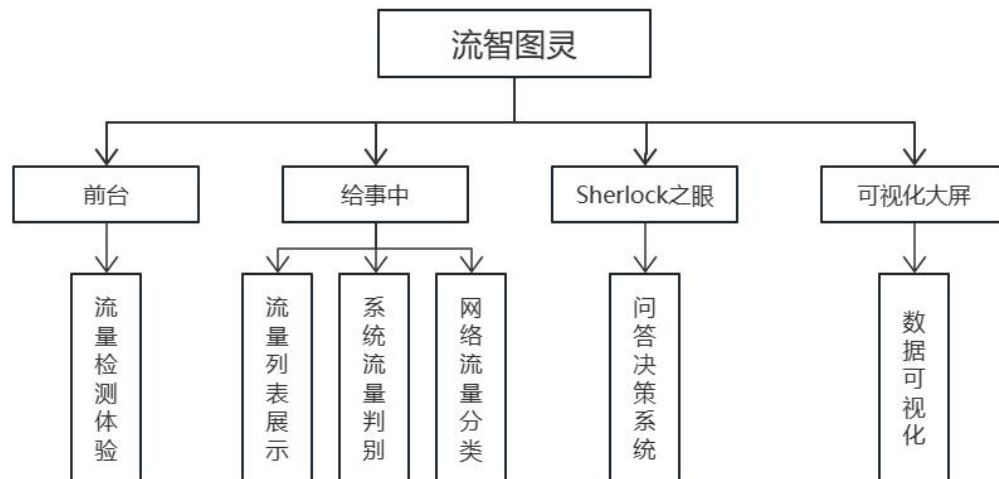 流智图灵
前台
给事中
Sherlock之眼
可视化大屏
流量检测体验
流量列表展示
系统流量判别
网络流量分类
问答决策系统
数据可视化